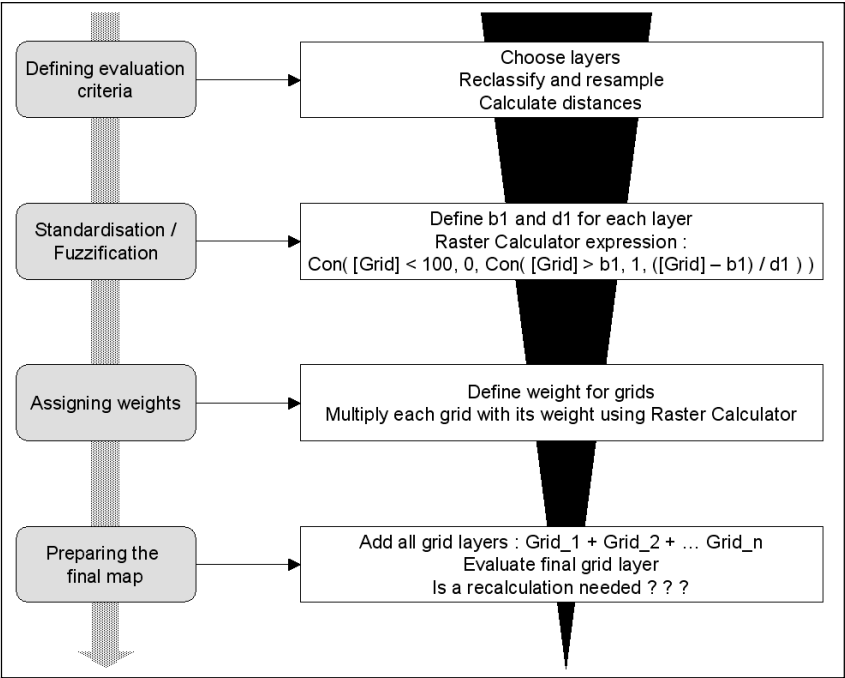 Defining evaluation
criteria
Choose layers
Reclassify and resample
Calculate distances
Standardisation /
Fuzzification
Define b1 and d1 for each layer
Raster Calculator expression :
Con( [Grid] < 100, 0, Con( [Grid] > b1, 1, ([Grid] – b1) / d1 ) )
Assigning weights
Define weight for grids
Multiply each grid with its weight using Raster Calculator
Preparing the
final map
Add all grid layers : Grid_1 + Grid_2 + ... Grid_n
Evaluate final grid layer
Is a recalculation needed ? ? ?